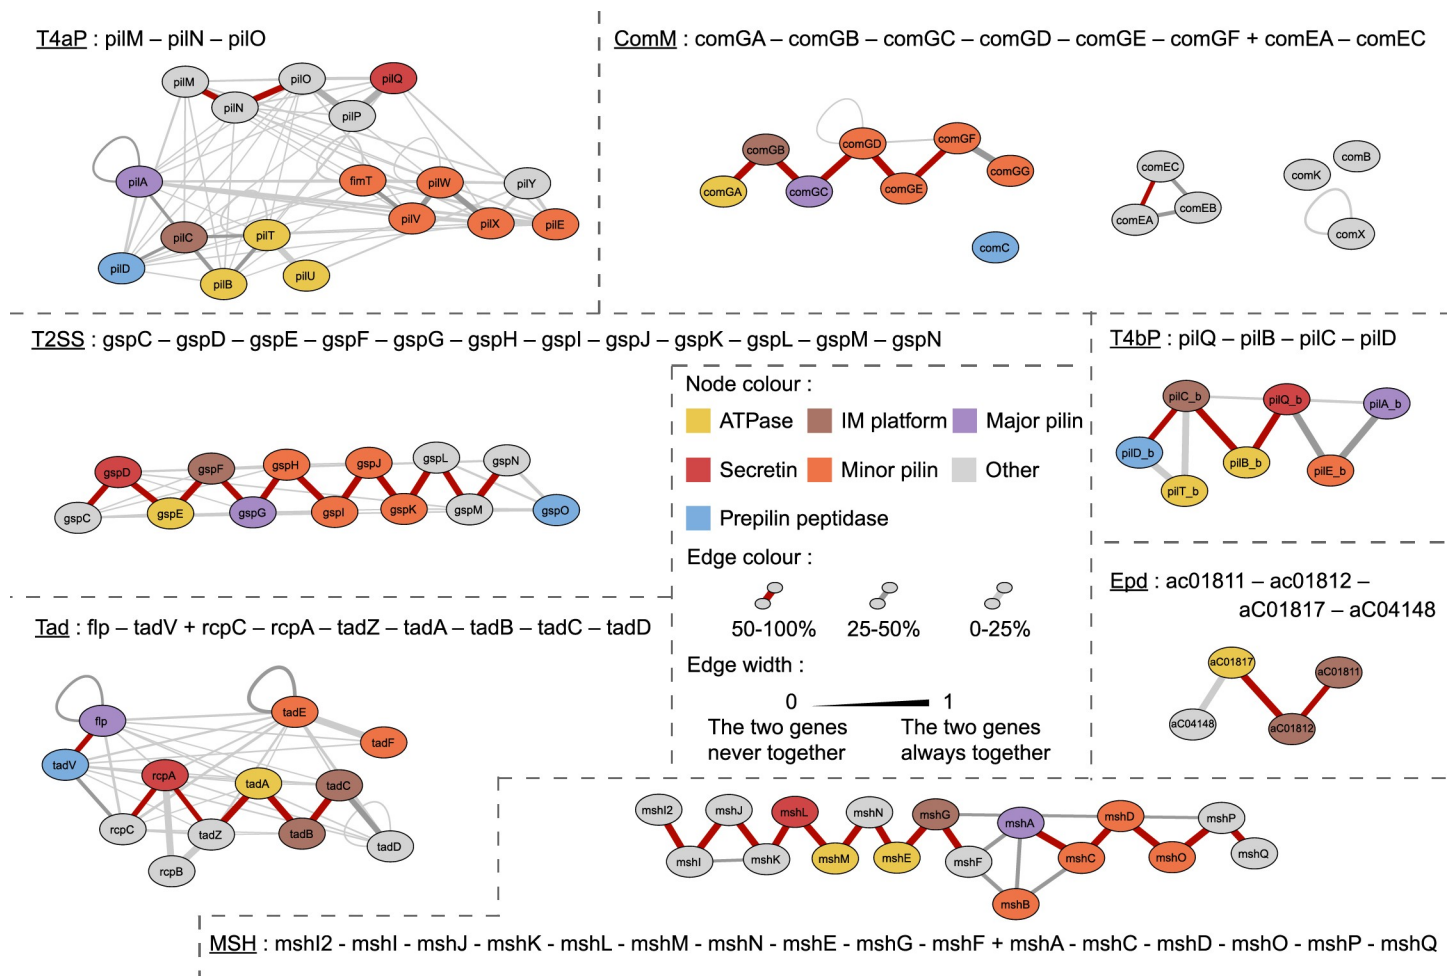 T4aP : pilM – pilN – pilO
pilM
pilO
pilQ
pilN
pilP
pilA
fimT
pilW
pilY
pilV
pilX
pilE
pilC
pilT
pilD
pilB
pilU
ComM : comGA – comGB – comGC – comGD – comGE – comGF + comEA – comEC
comGB
comGD
comGF
comGG
comGA
comGC
comGE
comC
comEC
comEB
comEA
comB
comK
comX
T2SS : gspC – gspD – gspE – gspF – gspG – gspH – gspI – gspJ – gspK – gspL – gspM – gspN
gspD
gspF
gspH
gspJ
gspL
gspN
gspC
gspE
gspG
gspI
gspK
gspM
gspO
Node colour :
ATPase
IM platform
Major pilin
Secretin
Minor pilin
Other
Prepilin peptidase
Edge colour :
50-100%
25-50%
0-25%
Edge width :
0
1
The two genes
never together
The two genes
always together
T4bP : pilQ – pilB – pilC – pilD
pilC_b
pilQ_b
pilA_b
pilD_b
pilB_b
pilE_b
pilT_b
Epd : ac01811 – ac01812 –
aC01817 – aC04148
aC01817
aC01811
aC04148
aC01812
Tad : flp – tadV + rcpC – rcpA – tadZ – tadA – tadB – tadC – tadD
flp
tadE
tadF
tadV
rcpA
tadA
tadC
rcpC
tadZ
tadB
tadD
rcpB
mshI2
mshJ
mshL
mshN
mshG
mshA
mshD
mshP
mshI
mshK
mshM
mshE
mshF
mshC
mshO
mshQ
mshB
MSH : mshI2 - mshI - mshJ - mshK - mshL - mshM - mshN - mshE - mshG - mshF + mshA - mshC - mshD - mshO - mshP - mshQ